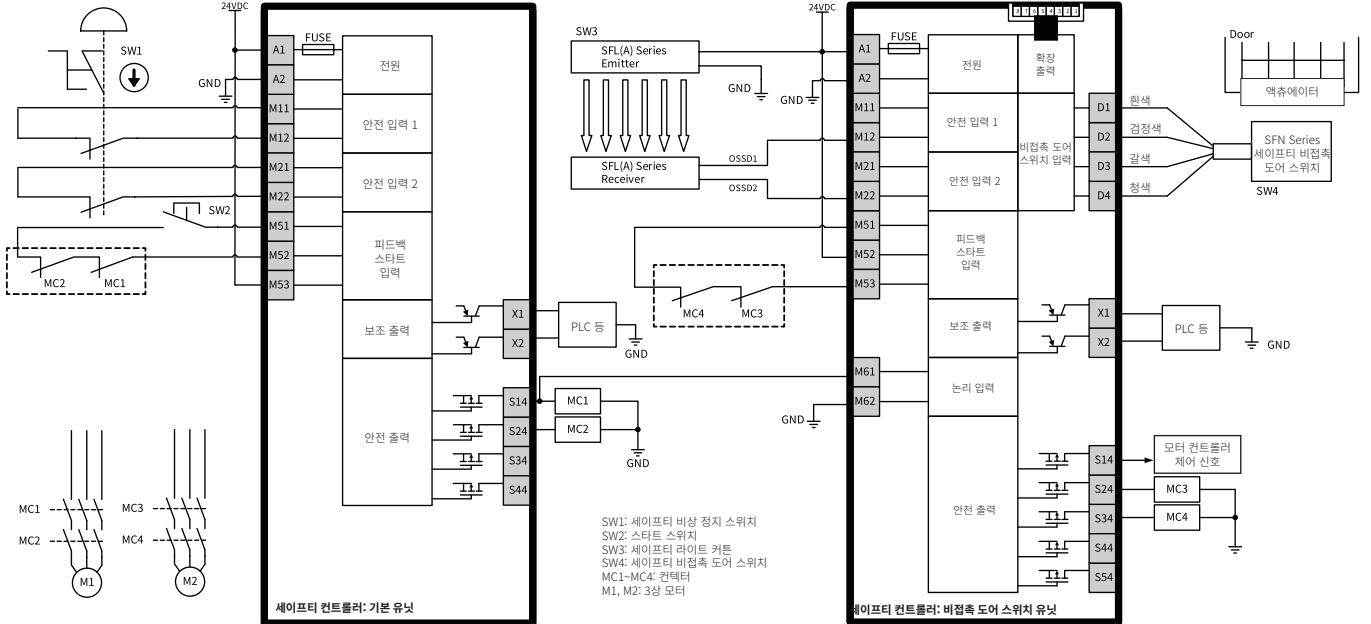 24VDC
SW1
GND
A1
A2
M11
M12
M21
M22
M51
M52
M53
FUSE
전원
안전 입력 1
안전 입력 2
피드백
스타트
입력
보조 출력
안전 출력
SW2
MC2
MC1
X1
X2
PLC 등
GND
S14
S24
S34
S44
MC1
MC2
GND
MC1
MC2
M1
MC3
MC4
M2
세이프티 컨트롤러: 기본 유닛
SW3
SFL(A) Series
Emitter
GND
SFL(A) Series
Receiver
OSSD1
OSSD2
MC4
MC3
GND
SW1: 세이프티 비상 정지 스위치
SW2: 스타트 스위치
SW3: 세이프티 라이트 커튼
SW4: 세이프티 비접촉 도어 스위치
MC1~MC4: 컨텍터
M1, M2: 3상 모터
24VDC
GND
A1
A2
M11
M12
M21
M22
M51
M52
M53
M61
M62
FUSE
8 7 6 5 4 3 2 1
전원
확장
출력
안전 입력 1
안전 입력 2
비접촉 도어
스위치 입력
피드백
스타트
입력
보조 출력
논리 입력
안전 출력
D1
D2
D3
D4
흰색
검정색
갈색
청색
Door
액츄에이터
SFN Series
세이프티 비접촉
도어 스위치
SW4
X1
X2
PLC 등
GND
S14
S24
S34
S44
S54
모터 컨트롤러
제어 신호
MC3
MC4
세이프티 컨트롤러: 비접촉 도어 스위치 유닛